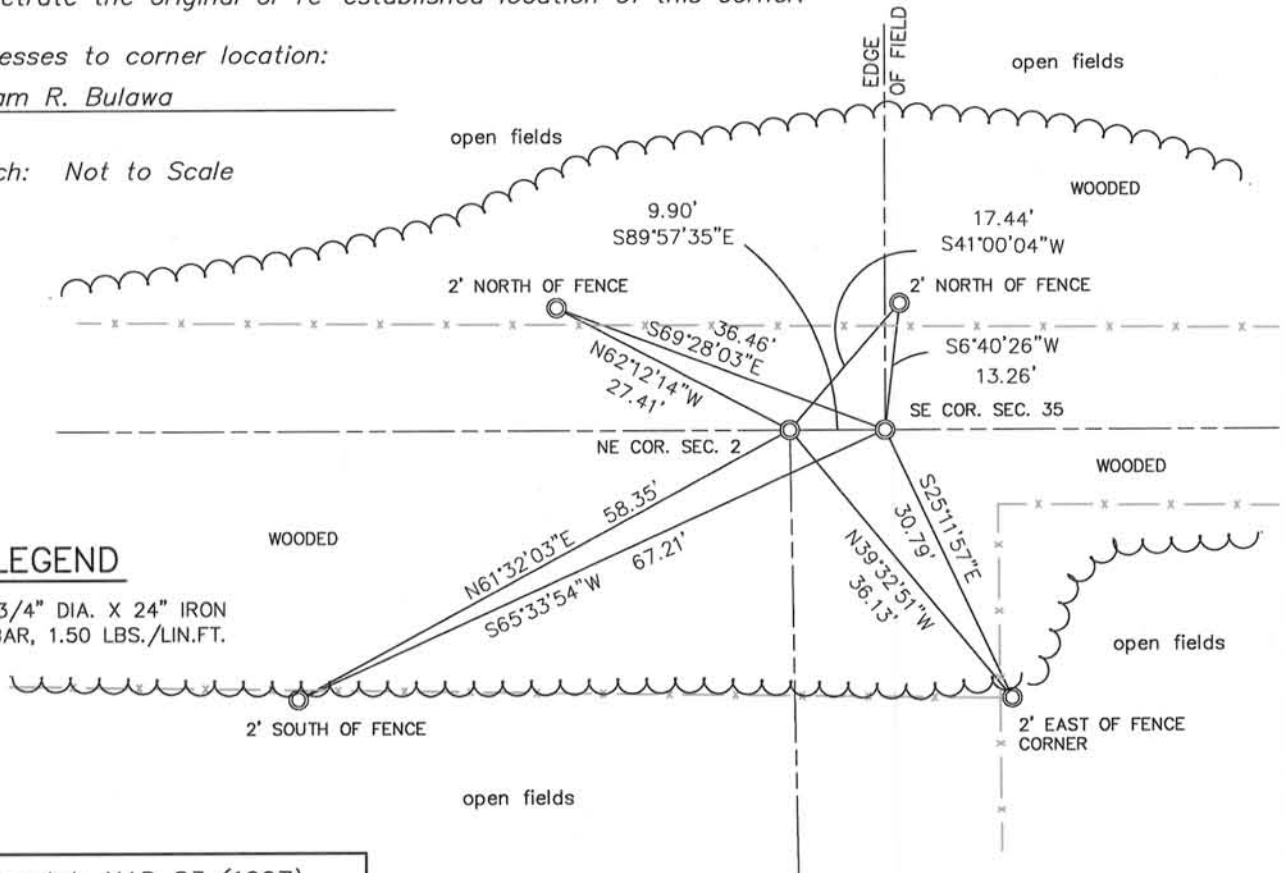 esses to corner location:
am R. Bulawa
ch: Not to Scale
EDGE
OF FIELD
open fields
open fields
WOODED
9.90'
S89°57'35"E
17.44'
S41°00'04"W
2' NORTH OF FENCE
2' NORTH OF FENCE
36.46'
S69°28'03"E
N62°12'14"W
27.41'
S6°40'26"W
13.26'
SE COR. SEC. 35
NE COR. SEC. 2
WOODED
WOODED
N61°32'03"E 58.35'
S65°33'54"W 67.21'
S25°11'57"E
30.79'
N39°32'51"W
36.13'
LEGEND
3/4" DIA. X 24" IRON
BAR, 1.50 LBS./LIN.FT.
open fields
2' SOUTH OF FENCE
2' EAST OF FENCE
CORNER
open fields